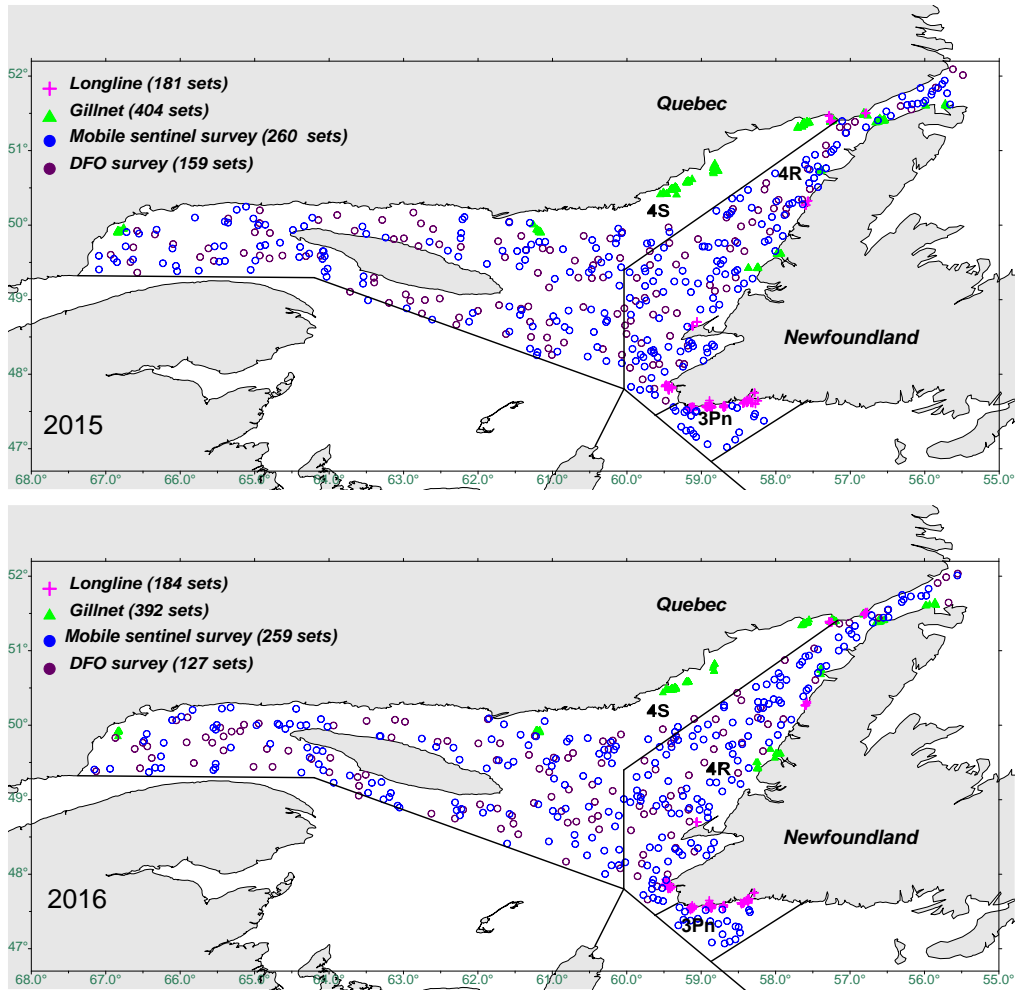 52°
Longline (181 sets)
Gillnet (404 sets)
Quebec
Mobile sentinel survey (260 sets)
51°
DFO survey (159 sets)
4R
4S
50°
49°
Newfoundland
48°
3Pn
2015
47°
68.0° 67.0° 66.0° 65.0° 64.0° 63.0° 62.0° 61.0° 60.0° 59.0° 58.0° 57.0° 56.0° 55.0°
52°
Longline (184 sets)
Gillnet (392 sets)
Quebec
Mobile sentinel survey (259 sets)
51°
DFO survey (127 sets)
4S
50°
4R
49°
Newfoundland
48°
2016
3Pn
47°
68.0° 67.0° 66.0° 65.0° 64.0° 63.0° 62.0° 61.0° 60.0° 59.0° 58.0° 57.0° 56.0° 55.0°